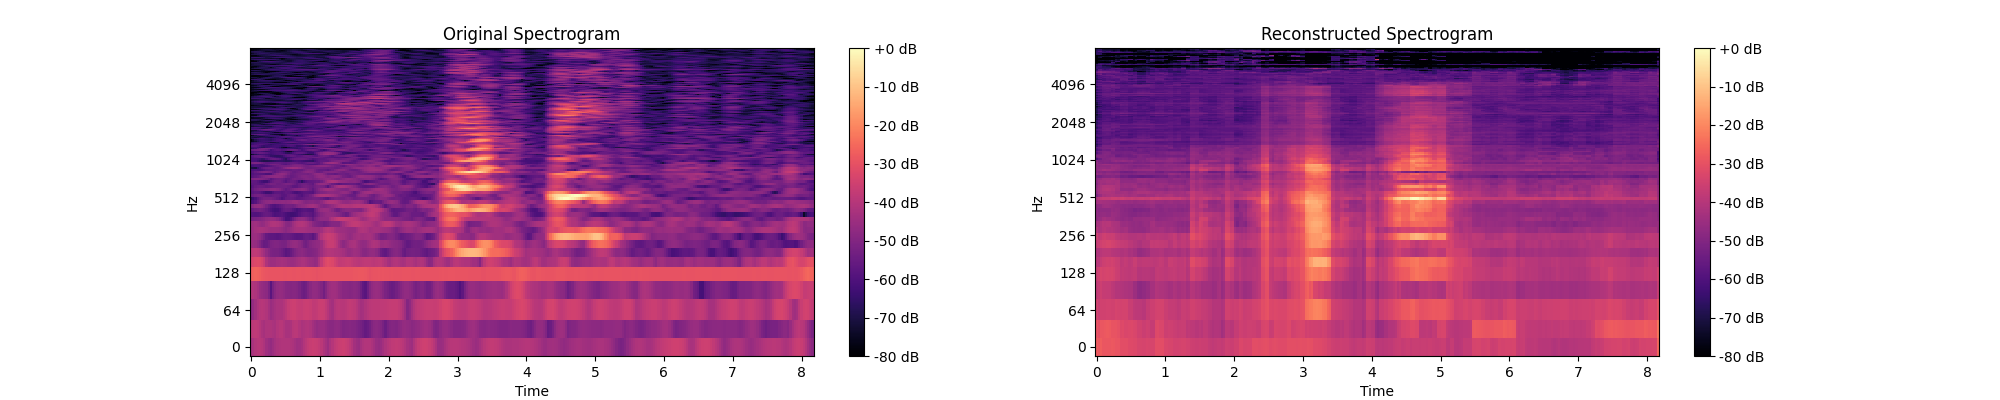 Original Spectrogram
Hz
4096
2048
1024
512
256
128
64
0
0 1 2 3 4 5 6 7 8
Time
+0 dB
-10 dB
-20 dB
-30 dB
-40 dB
-50 dB
-60 dB
-70 dB
-80 dB
Reconstructed Spectrogram
Hz
4096
2048
1024
512
256
128
64
0
0 1 2 3 4 5 6 7 8
Time
+0 dB
-10 dB
-20 dB
-30 dB
-40 dB
-50 dB
-60 dB
-70 dB
-80 dB